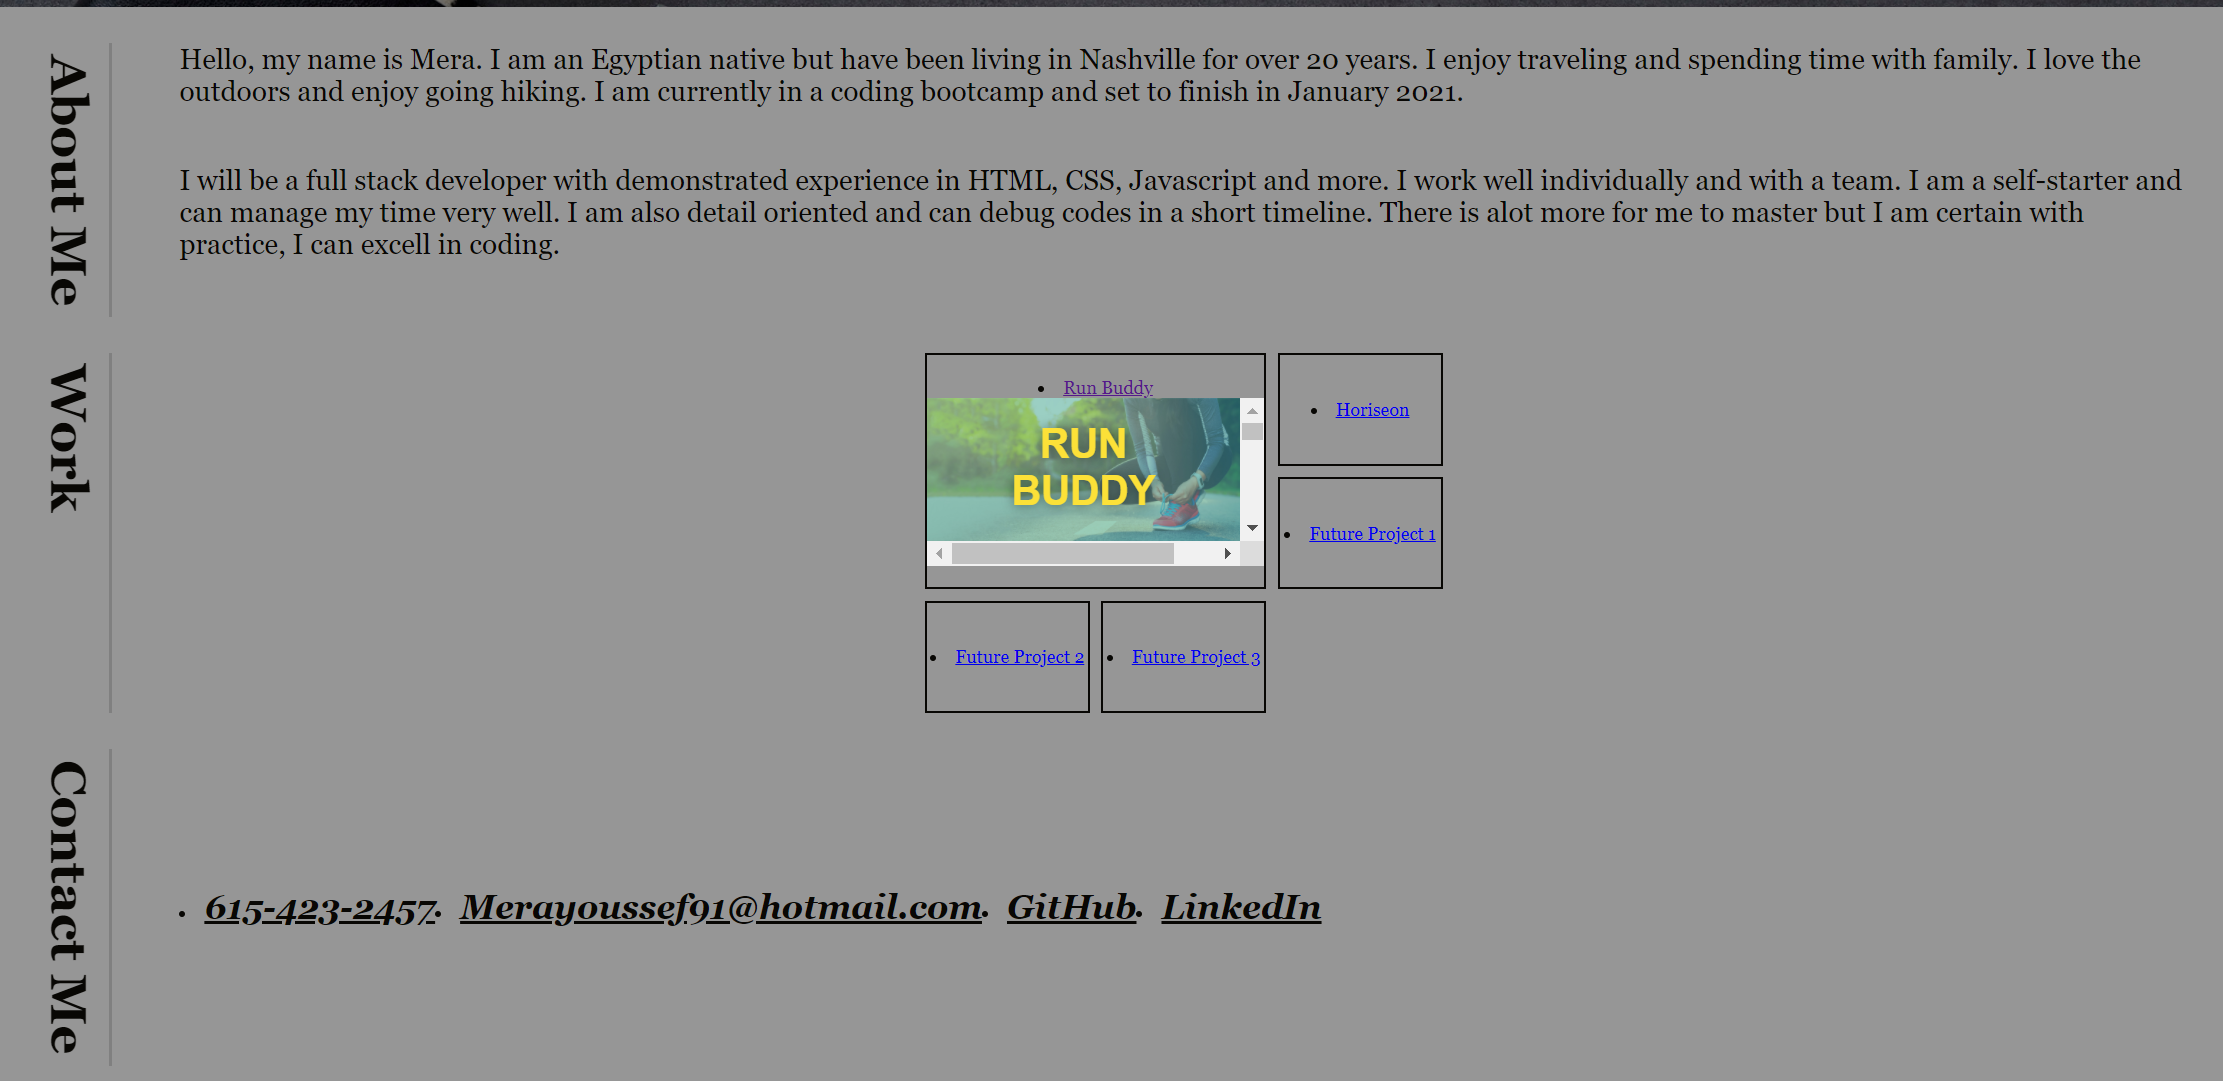 About Me
Hello, my name is Mera. I am an Egyptian native but have been living in Nashville for over 20 years. I enjoy traveling and spending time with family. I love the
outdoors and enjoy going hiking. I am currently in a coding bootcamp and set to finish in January 2021.
I will be a full stack developer with demonstrated experience in HTML, CSS, Javascript and more. I work well individually and with a team. I am a self-starter and
can manage my time very well. I am also detail oriented and can debug codes in a short timeline. There is alot more for me to master but I am certain with
practice, I can excell in coding.
Work
• Run Buddy
RUN
BUDDY
• Horiseon
• Future Project 1
• Future Project 2
• Future Project 3
Contact Me
• 615-423-2457 • Merayoussef91@hotmail.com • GitHub • LinkedIn